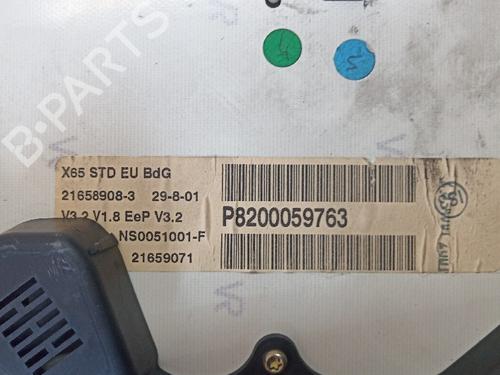 B-PARTS
X65 STD EU BdG
21658908-3 29-8-01
V3.2 V1.8 EeP V3.2
NS0051001-F
21659071
P8200059763
VR